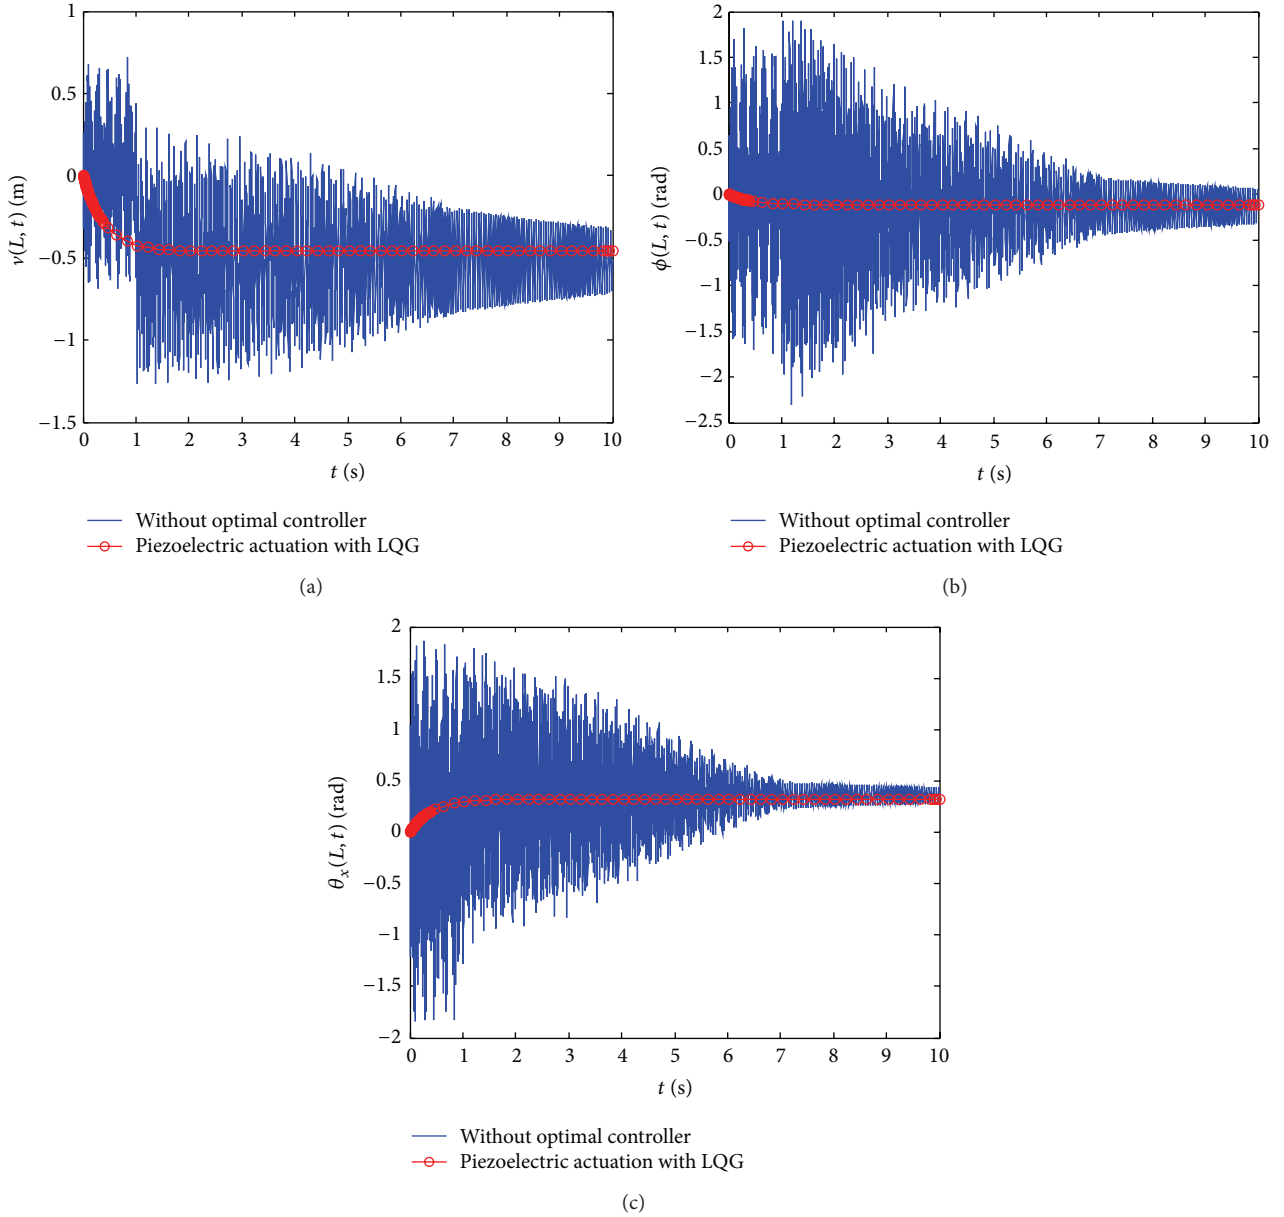 1
0.5
0
−0.5
−1
−1.5
v(L, t) (m)
0 1 2 3 4 5 6 7 8 9 10
t (s)
Without optimal controller
Piezoelectric actuation with LQG
(a)
2
1.5
1
0.5
0
−0.5
−1
−1.5
−2
−2.5
ϕ(L, t) (rad)
0 1 2 3 4 5 6 7 8 9 10
t (s)
Without optimal controller
Piezoelectric actuation with LQG
(b)
2
1.5
1
0.5
0
−0.5
−1
−1.5
−2
θx(L, t) (rad)
0 1 2 3 4 5 6 7 8 9 10
t (s)
Without optimal controller
Piezoelectric actuation with LQG
(c)